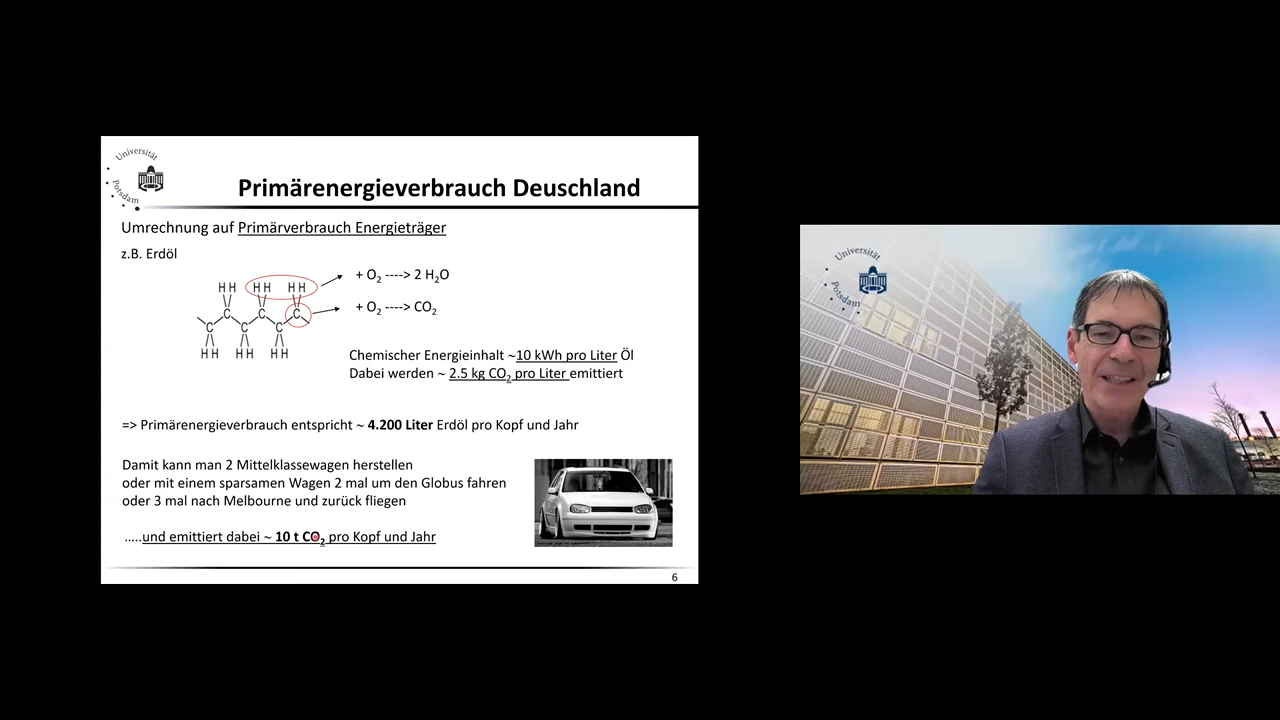 Universität
Potsdam
Primärenergieverbrauch Deuschland
Umrechnung auf Primärverbrauch Energieträger
z.B. Erdöl
H H H H H H
+ O2 ----> 2 H2O
+ O2 ----> CO2
C C C C C C
H H H H H H
Chemischer Energieinhalt ~10 kWh pro Liter Öl
Dabei werden ~ 2.5 kg CO2 pro Liter emittiert
=> Primärenergieverbrauch entspricht ~ 4.200 Liter Erdöl pro Kopf und Jahr
Damit kann man 2 Mittelklassewagen herstellen
oder mit einem sparsamen Wagen 2 mal um den Globus fahren
oder 3 mal nach Melbourne und zurück fliegen
.....und emittiert dabei ~ 10 t CO2 pro Kopf und Jahr
6
Universität
Potsdam